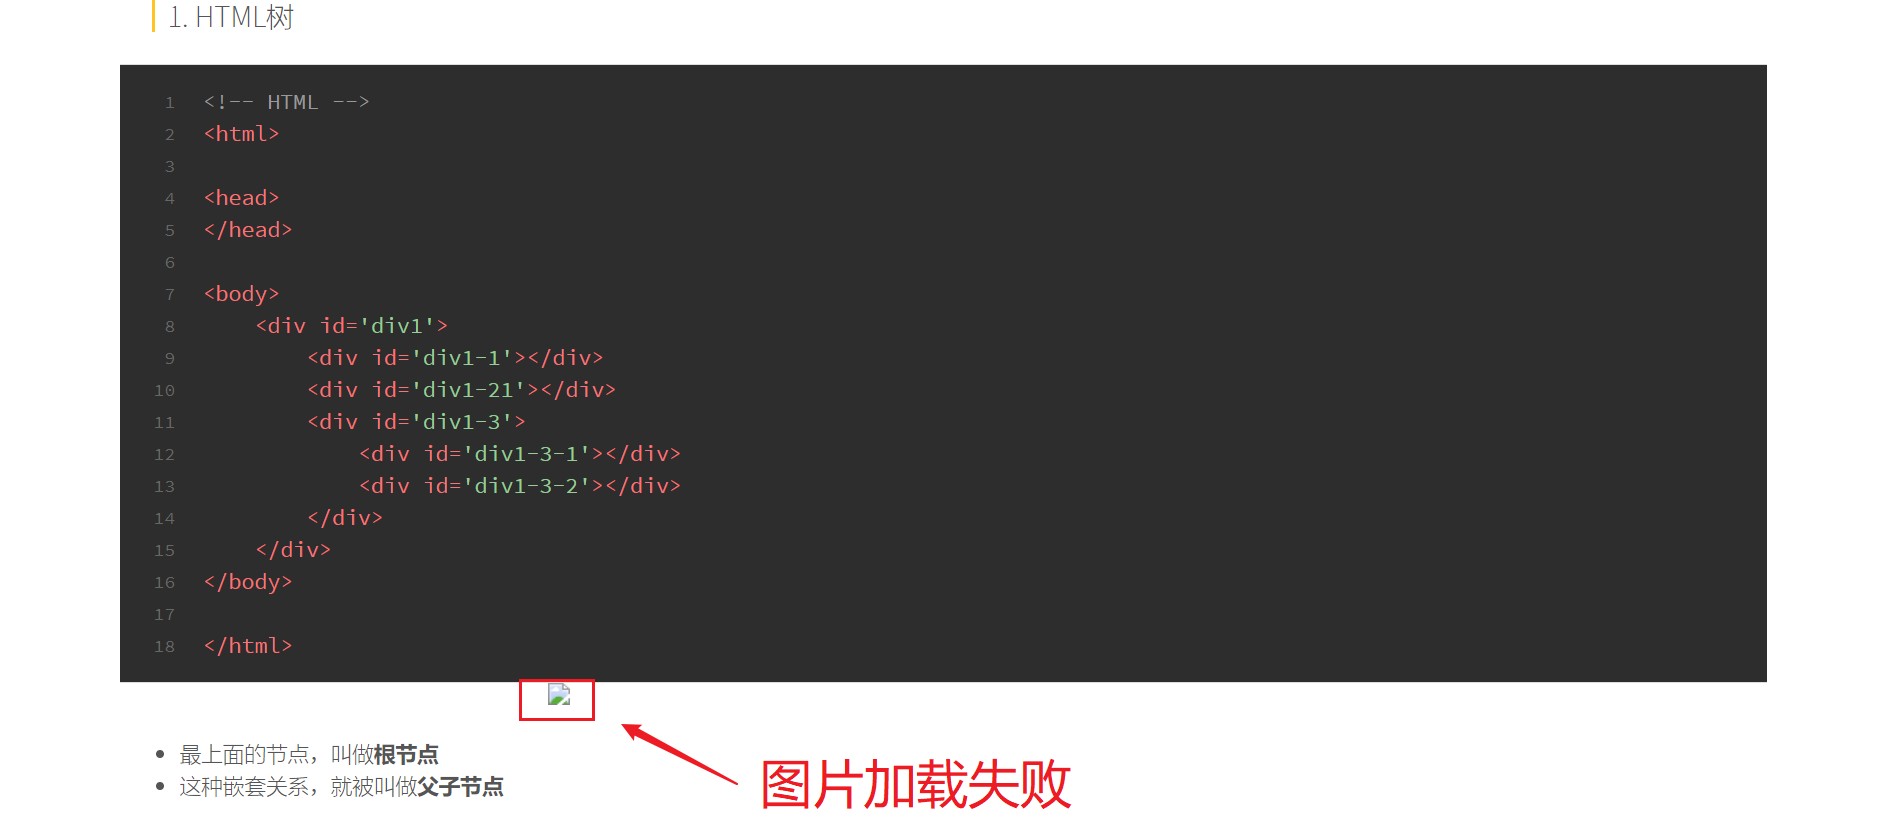 1. HTML树
1 <!-- HTML -->
2 <html>
3
4 <head>
5 </head>
6
7 <body>
8     <div id='div1'>
9         <div id='div1-1'></div>
10         <div id='div1-21'></div>
11         <div id='div1-3'>
12             <div id='div1-3-1'></div>
13             <div id='div1-3-2'></div>
14         </div>
15     </div>
16 </body>
17
18 </html>
最上面的节点，叫做根节点
这种嵌套关系，就被叫做父子节点
图片加载失败